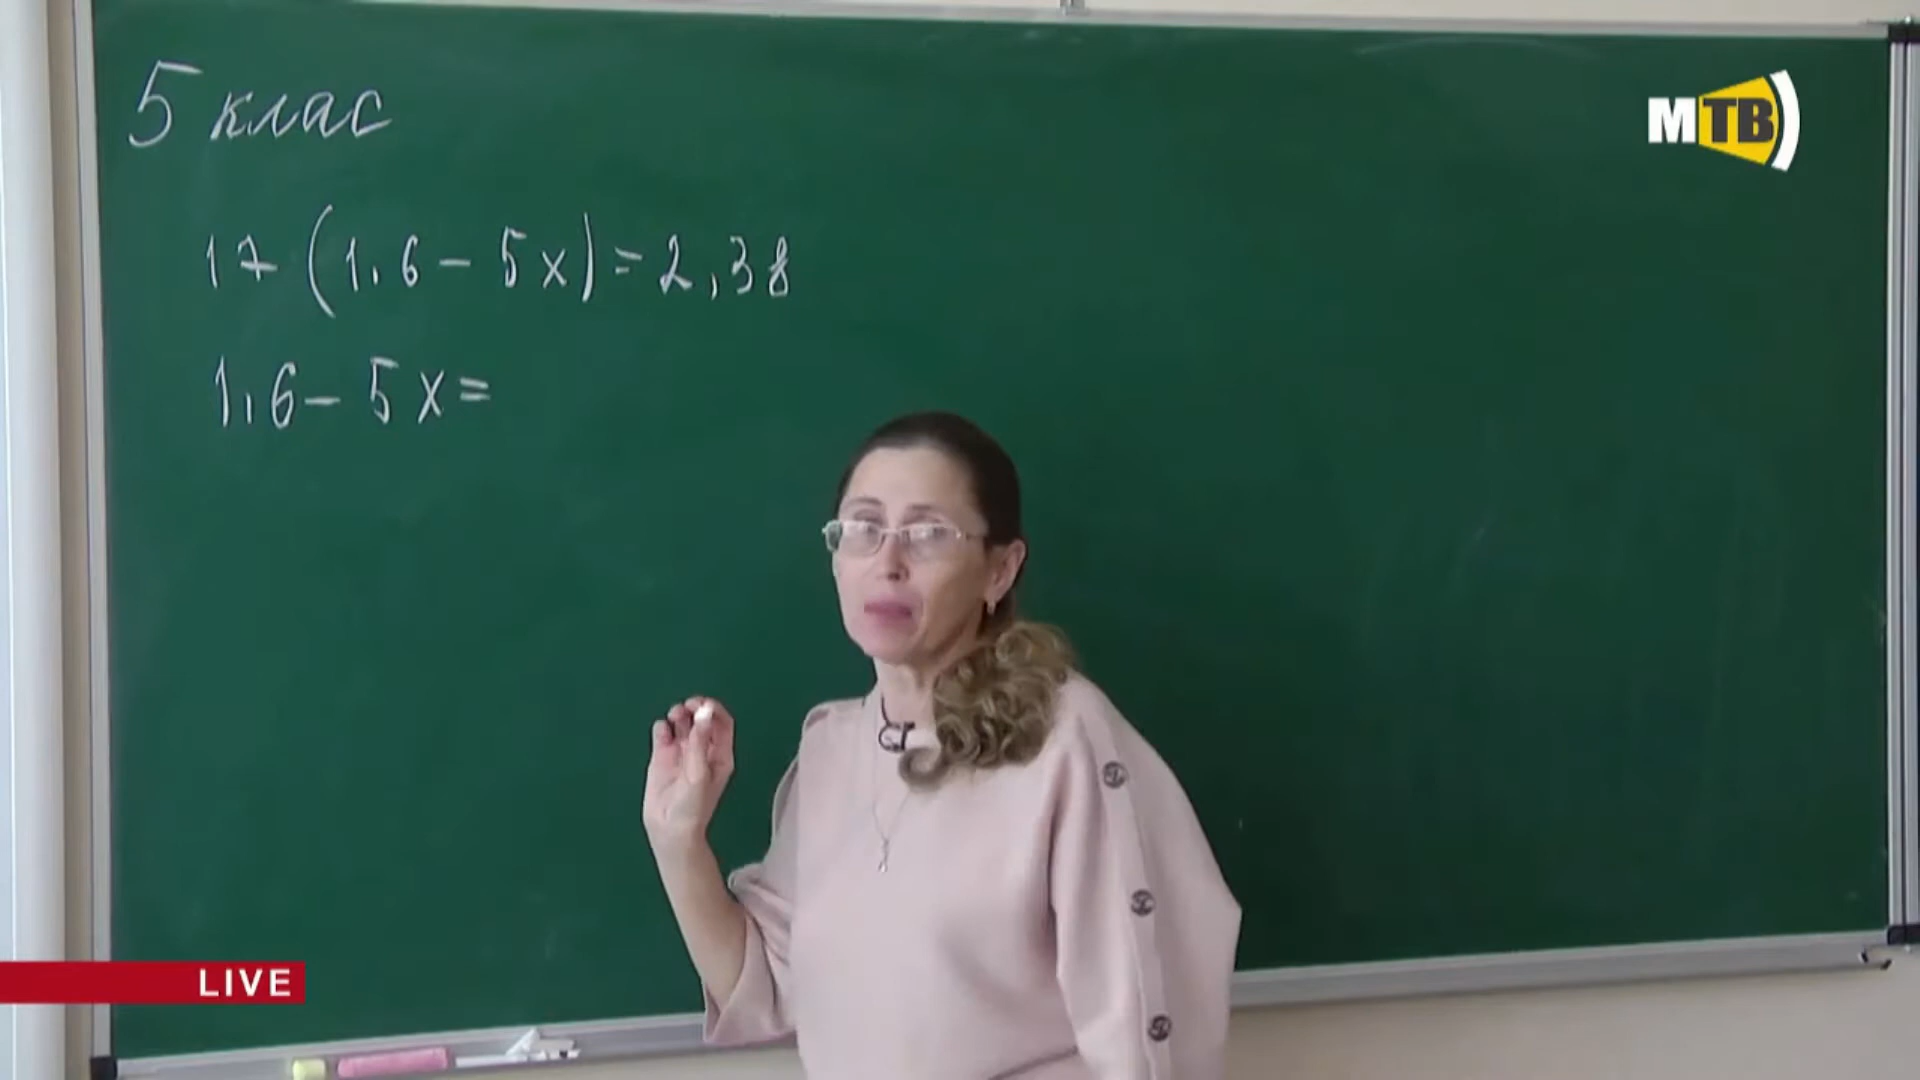 5 клас
МТВ
17 (1,6 - 5x) = 2,38
1,6 - 5x =
LIVE